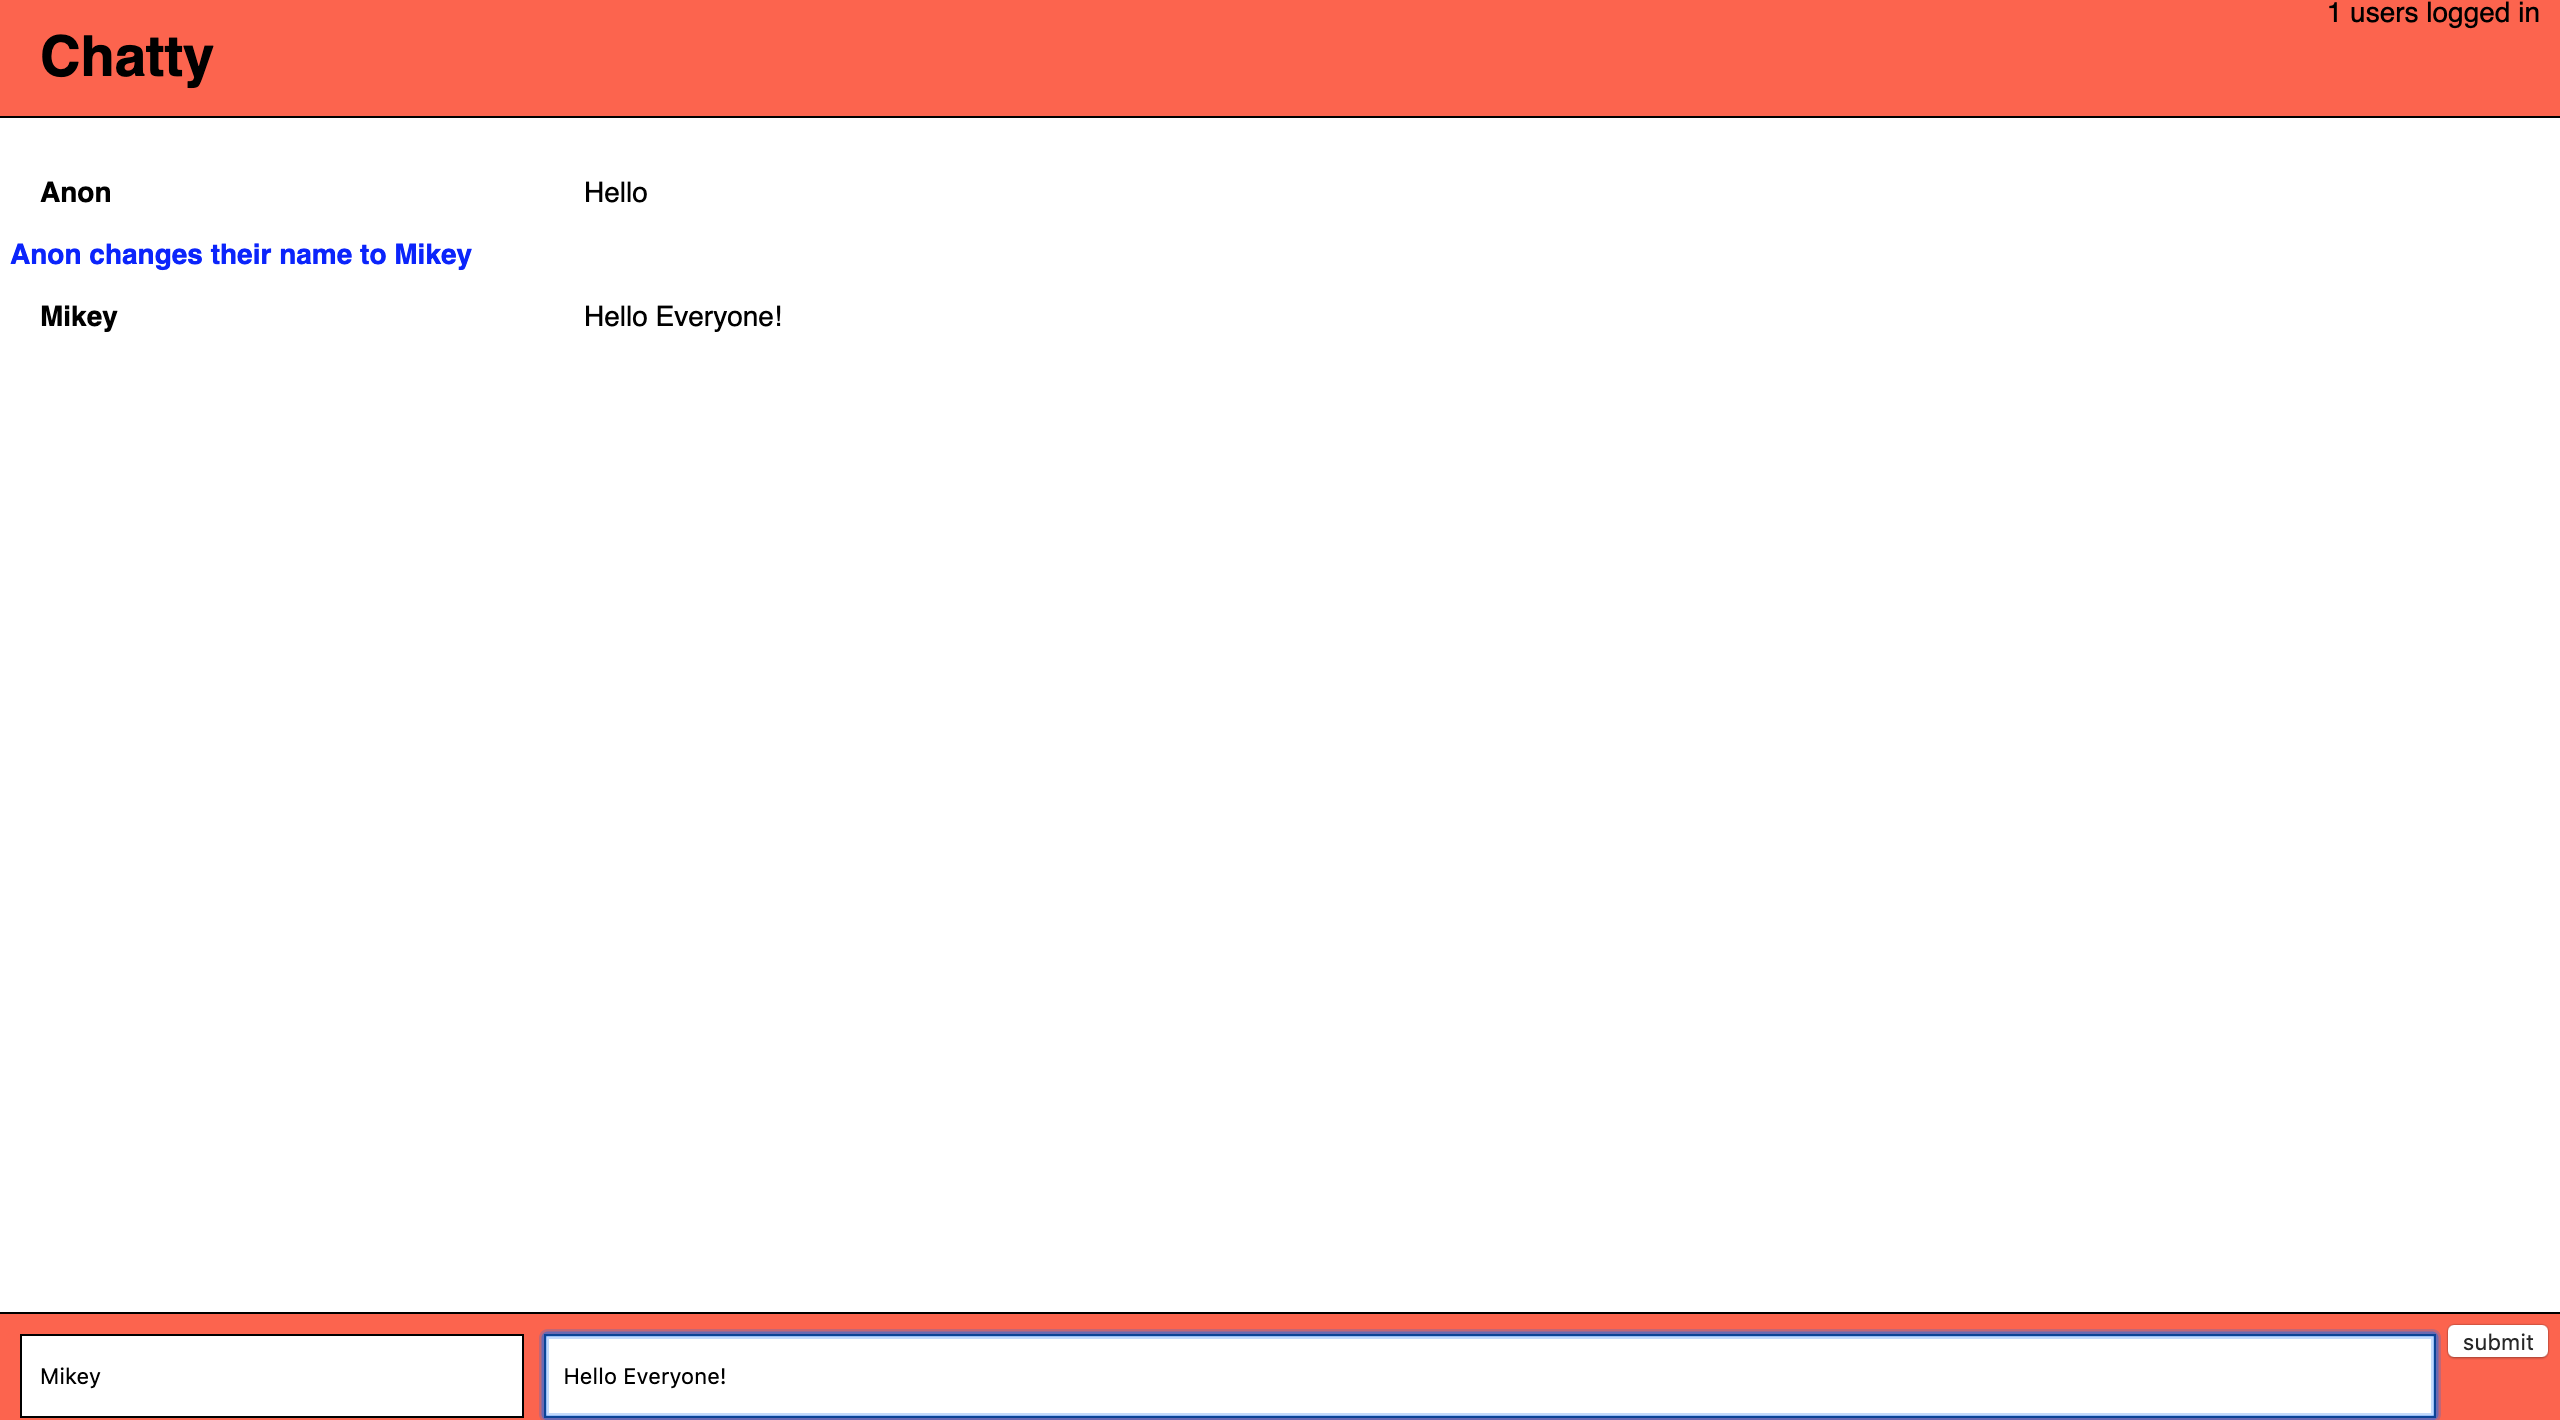 1 users logged in
Chatty
Anon Hello
Anon changes their name to Mikey
Mikey Hello Everyone!
Mikey Hello Everyone! submit